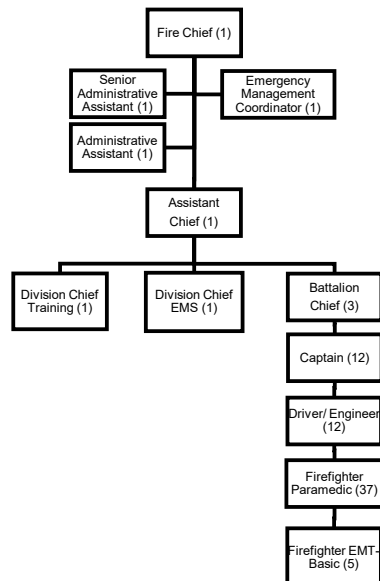 Fire Chief (1)
Senior
Administrative
Assistant (1)
Emergency
Management
Coordinator (1)
Administrative
Assistant (1)
Assistant
Chief (1)
Division Chief
Training (1)
Division Chief
EMS (1)
Battalion
Chief (3)
Captain (12)
Driver/ Engineer
(12)
Firefighter
Paramedic (37)
Firefighter EMT-
Basic (5)